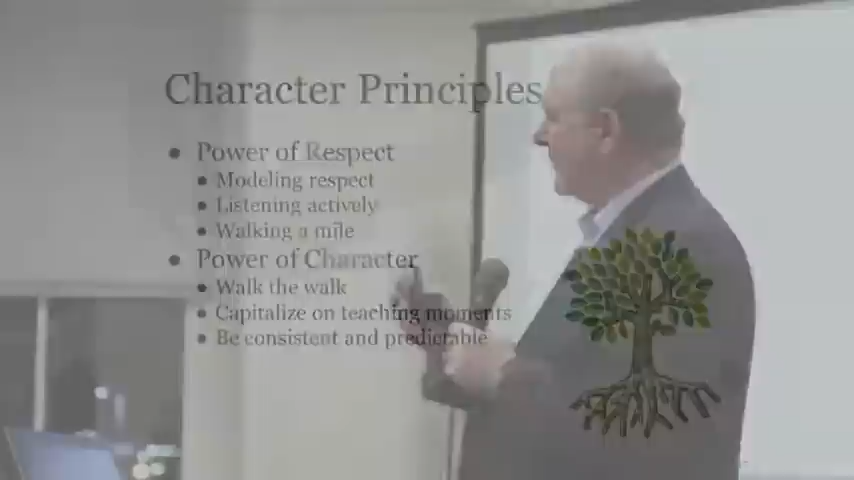 Character Principles
• Power of Respect
• Modeling respect
• Listening actively
• Walking a mile
• Power of Character
• Walk the walk
• Capitalize on teaching moments
• Be consistent and predictable